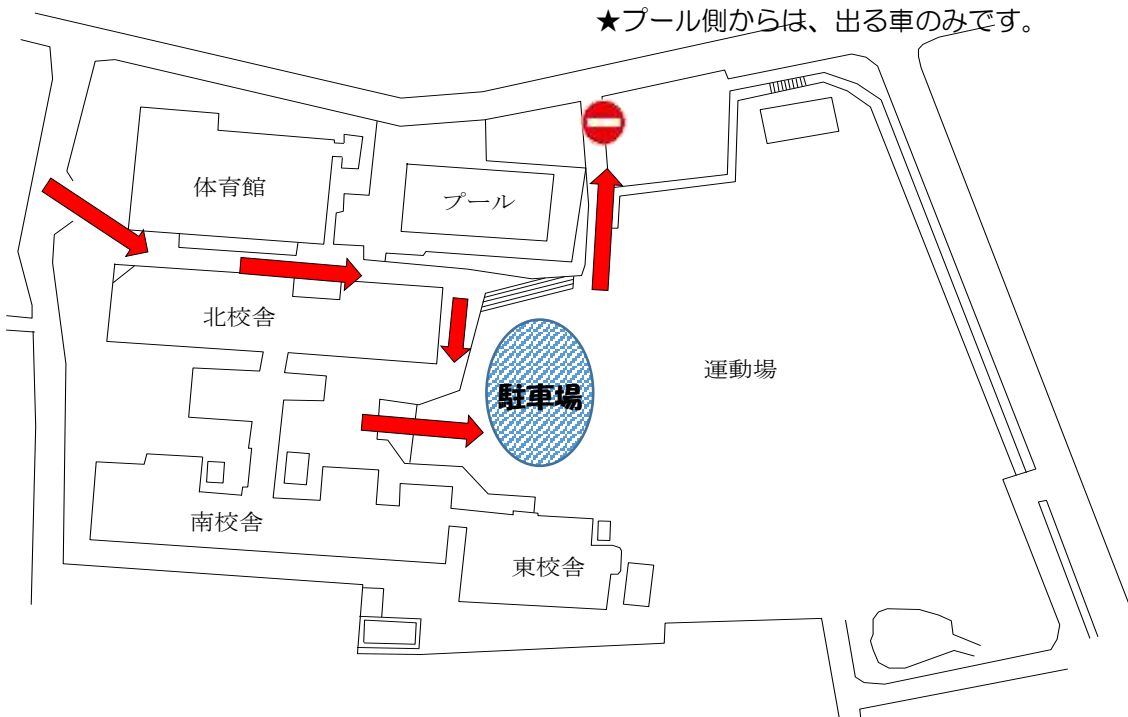 ★プール側からは、出る車のみです。
体育館
プール
北校舎
運動場
駐車場
南校舎
東校舎